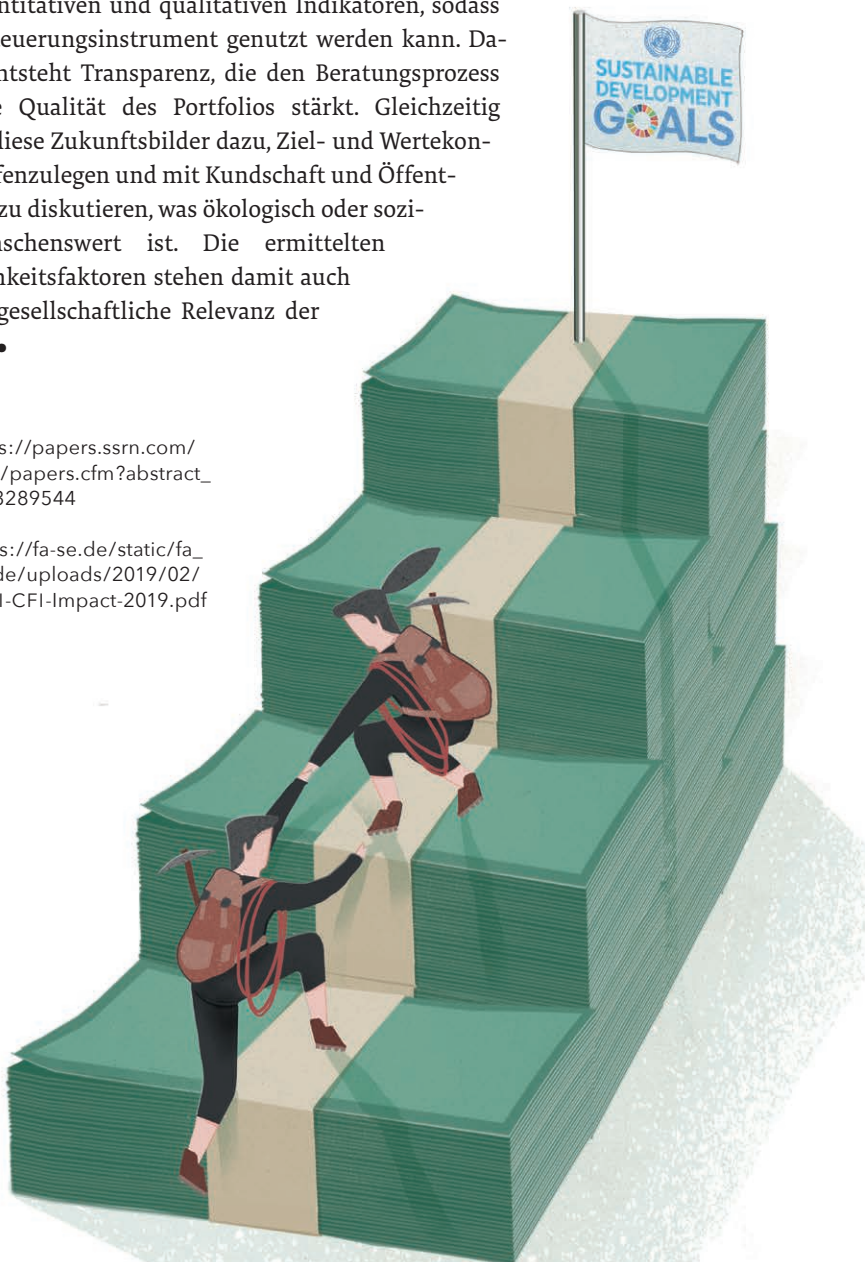 ntitativen und qualitativen Indikatoren, sodass
euerungsinstrument genutzt werden kann. Da-
ntsteht Transparenz, die den Beratungsprozess
e Qualität des Portfolios stärkt. Gleichzeitig
diese Zukunftsbilder dazu, Ziel- und Wertekon-
fenzulegen und mit Kundschaft und Öffent-
zu diskutieren, was ökologisch oder sozi-
nschenswert ist. Die ermittelten
nkeitsfaktoren stehen damit auch
gesellschaftliche Relevanz der
•
s://papers.ssrn.com/
/papers.cfm?abstract_
3289544
s://fa-se.de/static/fa_
de/uploads/2019/02/
I-CFI-Impact-2019.pdf
SUSTAINABLE
DEVELOPMENT
GOALS